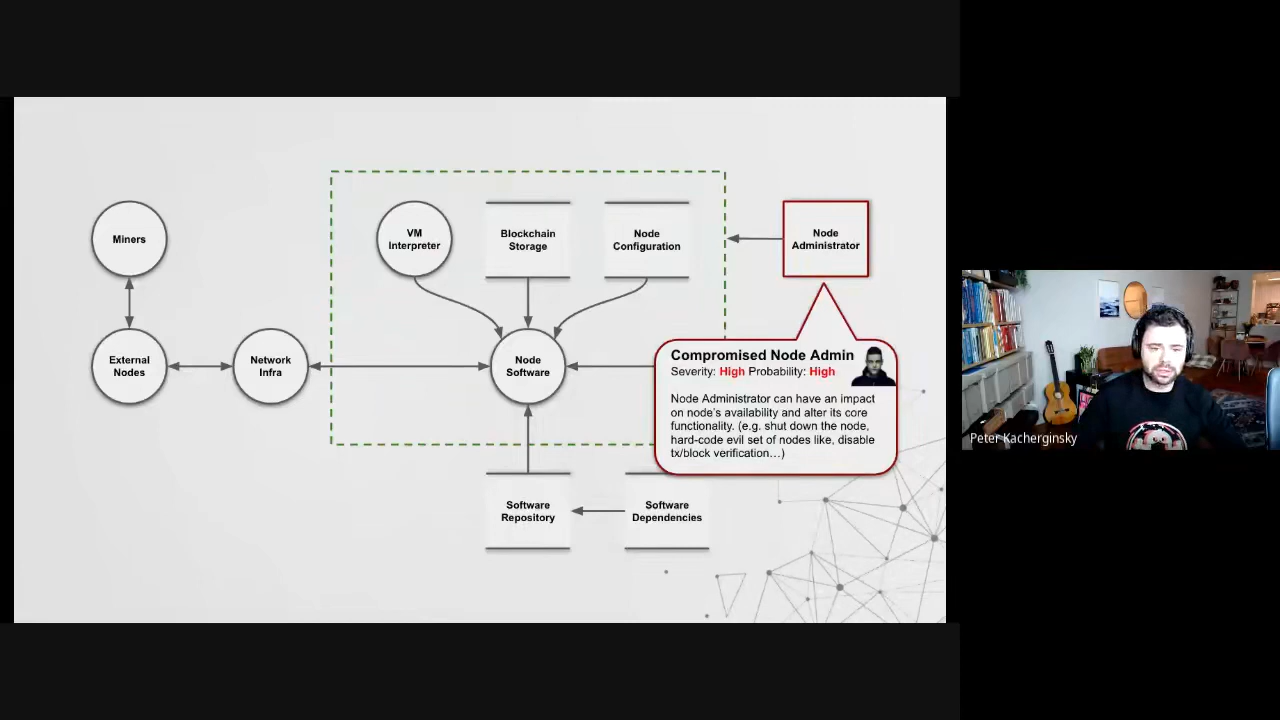 Miners
VM
Interpreter
Blockchain
Storage
Node
Configuration
Node
Administrator
External
Nodes
Network
Infra
Node
Software
Compromised Node Admin
Severity: High Probability: High
Node Administrator can have an impact
on node's availability and alter its core
functionality. (e.g. shut down the node,
hard-code evil set of nodes like, disable
tx/block verification…)
Software
Repository
Software
Dependencies
Peter Kacherginsky